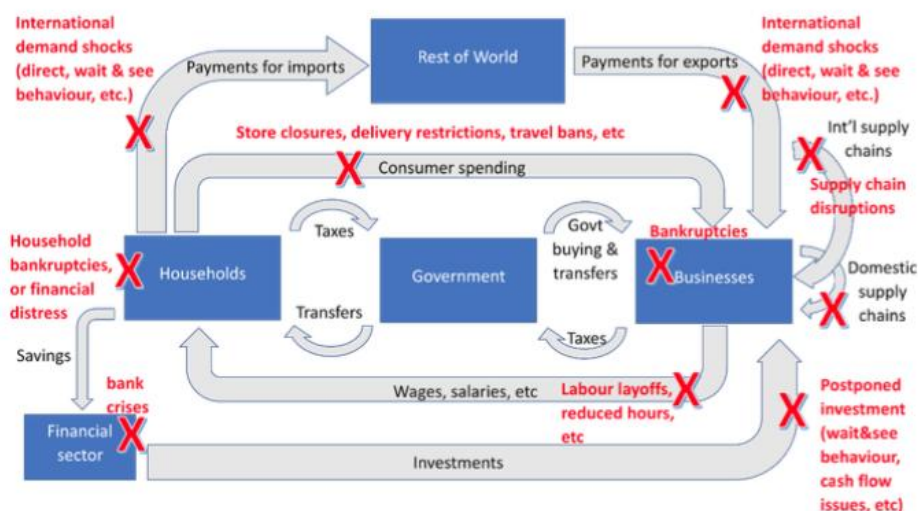 International
demand shocks
(direct, wait & see
behaviour, etc.)
Payments for imports
Rest of World
Payments for exports
International
demand shocks
(direct, wait & see
behaviour, etc.)
Store closures, delivery restrictions, travel bans, etc
Consumer spending
Int'l supply
chains
Supply chain
disruptions
Household
bankruptcies,
or financial
distress
Households
Taxes
Transfers
Government
Govt
buying &
transfers
Taxes
Bankruptcies
Businesses
Domestic
supply
chains
Savings
bank
crises
Financial
sector
Wages, salaries, etc
Labour layoffs,
reduced hours,
etc
Investments
Postponed
investment
(wait&see
behaviour,
cash flow
issues, etc)
X
X
X
X
X
X
X
X
X
X